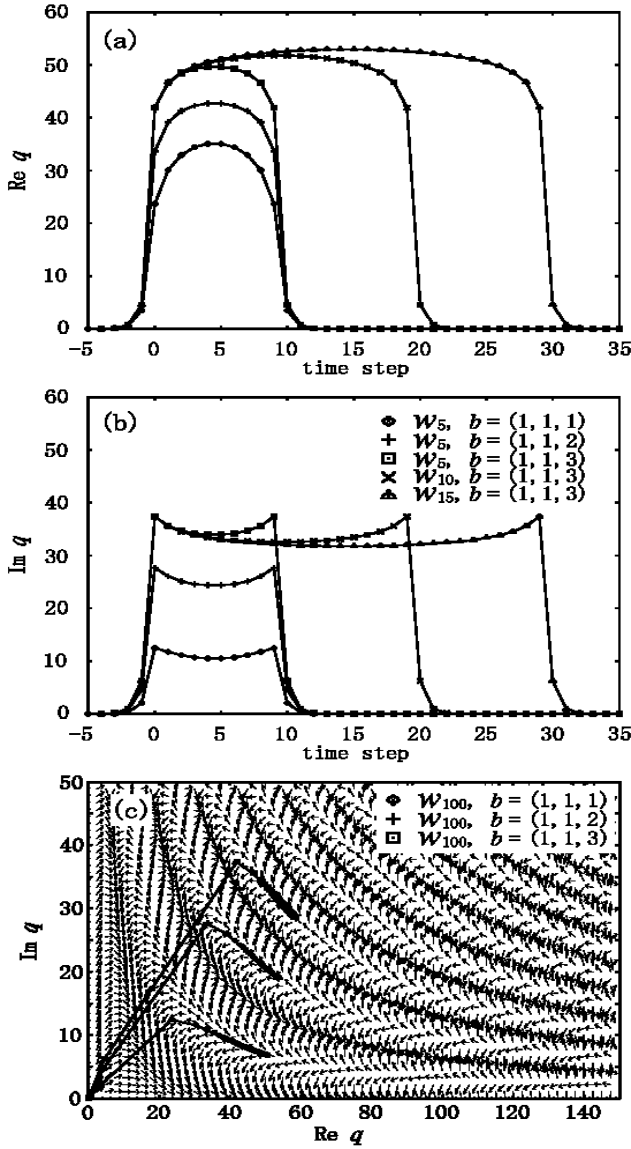 (a)
60
50
40
30
20
10
0
Re q
-5 0 5 10 15 20 25 30 35
time step
(b)
60
50
40
30
20
10
0
Im q
W5, b = (1, 1, 1)
W5, b = (1, 1, 2)
W5, b = (1, 1, 3)
W10, b = (1, 1, 3)
W15, b = (1, 1, 3)
-5 0 5 10 15 20 25 30 35
time step
(c)
50
40
30
20
10
0
Im q
W100, b = (1, 1, 1)
W100, b = (1, 1, 2)
W100, b = (1, 1, 3)
0 20 40 60 80 100 120 140
Re q